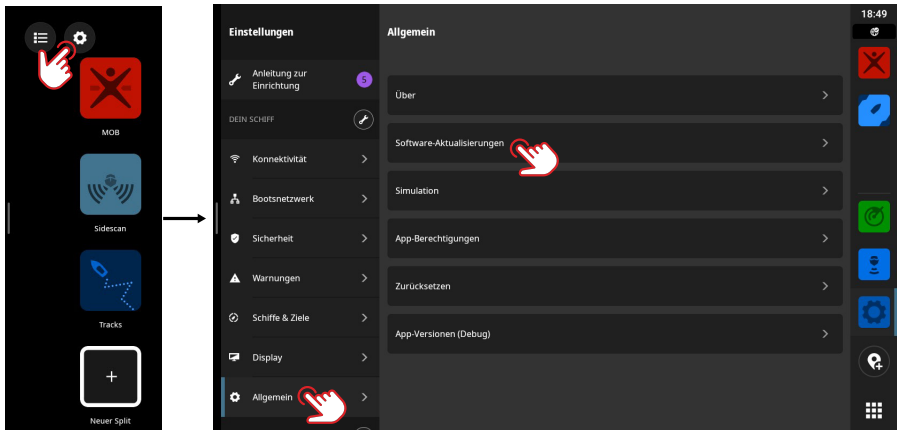 MOB
Sidescan
Tracks
+
Neuer Split
Einstellungen
Anleitung zur
Einrichtung
5
DEIN SCHIFF
Konnektivität
Bootsnetzwerk
Sicherheit
Warnungen
Schiffe & Ziele
Display
Allgemein
Allgemein
Über
Software-Aktualisierungen
Simulation
App-Berechtigungen
Zurücksetzen
App-Versionen (Debug)
18:49